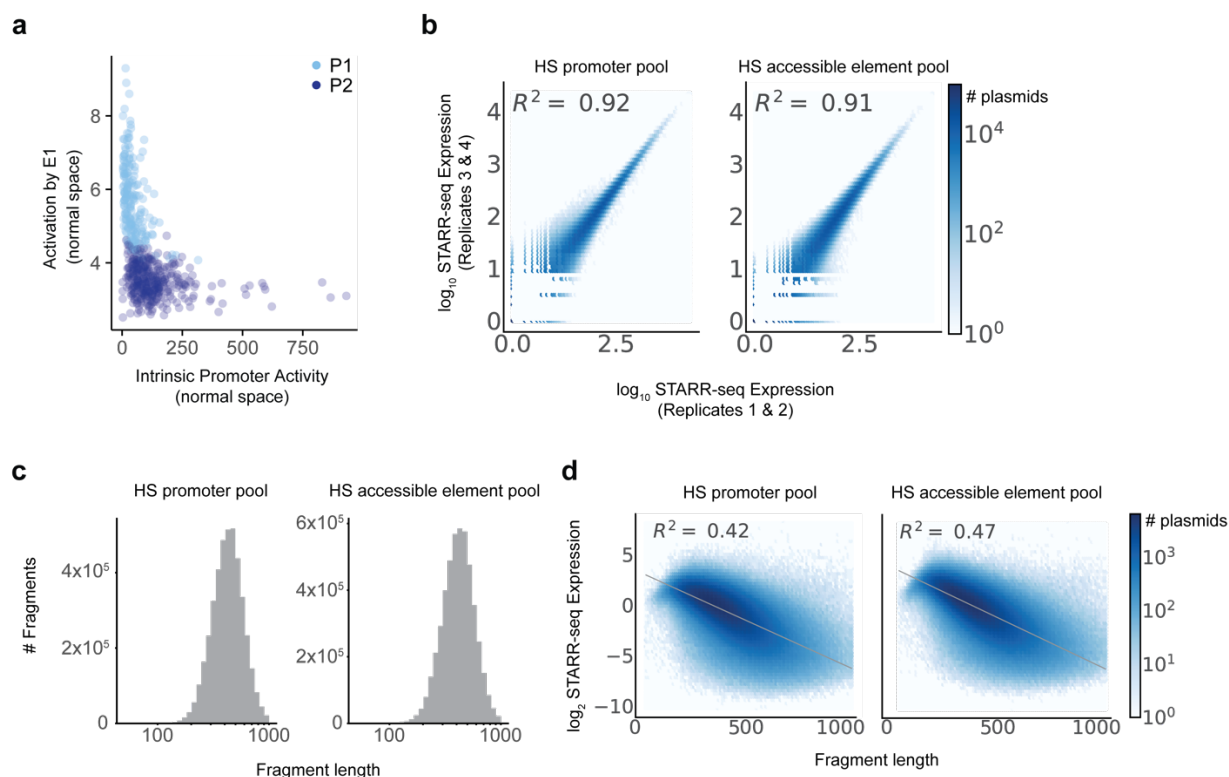 a
P1
P2
8
6
4
0 250 500 750
Activation by E1
(normal space)
Intrinsic Promoter Activity
(normal space)
b
HS promoter pool
HS accessible element pool
R² = 0.92
R² = 0.91
4
3
2
1
0
4
3
2
1
0
0.0 2.5
0.0 2.5
log₁₀ STARR-seq Expression
(Replicates 3 & 4)
log₁₀ STARR-seq Expression
(Replicates 1 & 2)
# plasmids
10⁴
10²
10⁰
c
HS promoter pool
HS accessible element pool
# Fragments
4x10⁵
2x10⁵
0
6x10⁵
4x10⁵
2x10⁵
0
100 1000
100 1000
Fragment length
d
HS promoter pool
HS accessible element pool
R² = 0.42
R² = 0.47
log₂ STARR-seq Expression
5
0
−5
−10
0 500 1000
0 500 1000
Fragment length
# plasmids
10³
10²
10¹
10⁰